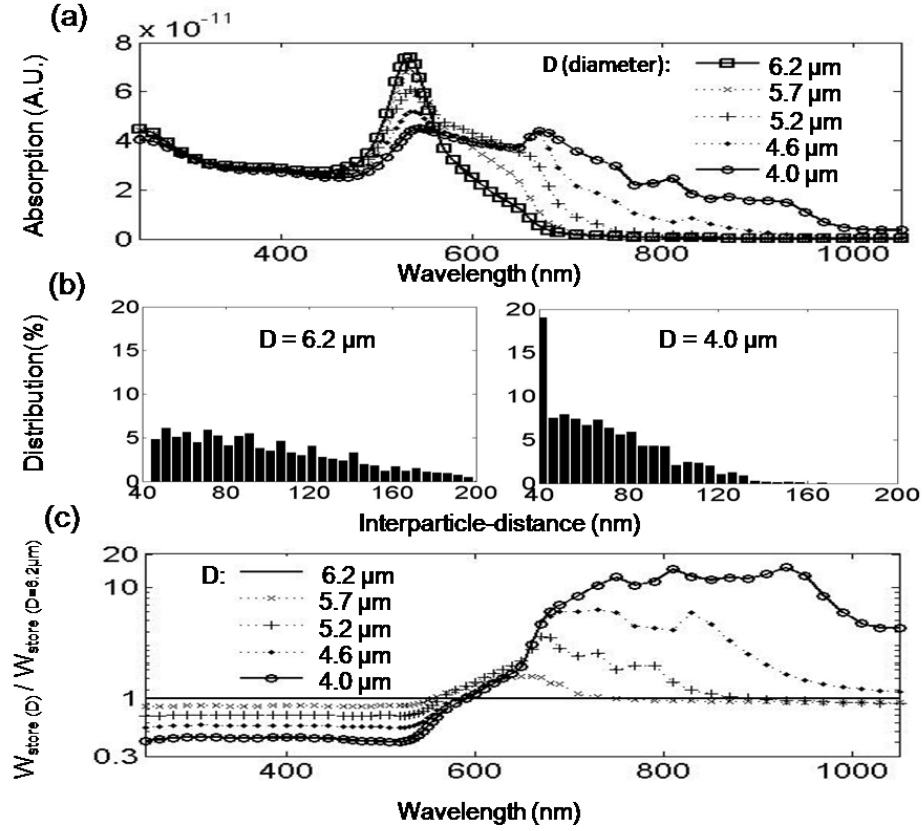 (a)
x 10⁻¹¹
8
6
4
2
0
Absorption (A.U.)
D (diameter):
6.2 µm
5.7 µm
5.2 µm
4.6 µm
4.0 µm
400
600
800
1000
Wavelength (nm)
(b)
20
15
10
5
0
Distribution(%)
D = 6.2 µm
40
80
120
160
200
20
15
10
5
0
D = 4.0 µm
40
80
120
160
200
Interparticle-distance (nm)
(c)
20
10
1
0.3
W store (D) / W store (D=6.2µm)
D:
6.2 µm
5.7 µm
5.2 µm
4.6 µm
4.0 µm
400
600
800
1000
Wavelength (nm)